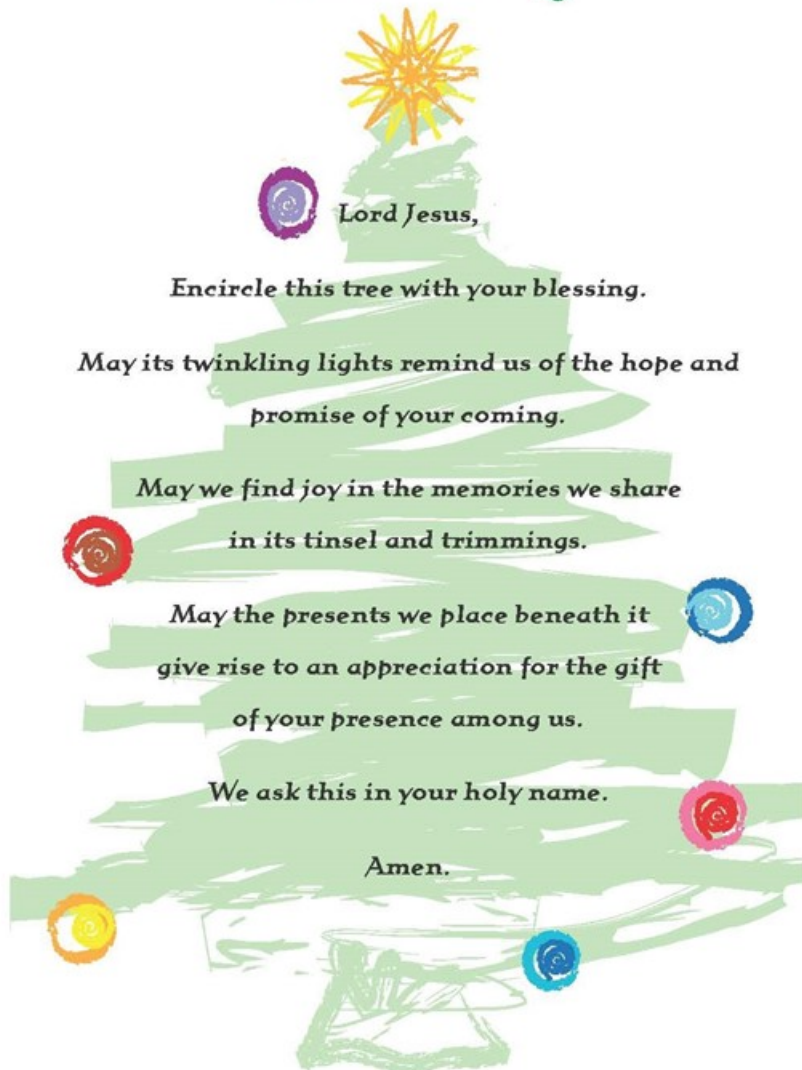 Lord Jesus,
Encircle this tree with your blessing.
May its twinkling lights remind us of the hope and
promise of your coming.
May we find joy in the memories we share
in its tinsel and trimmings.
May the presents we place beneath it
give rise to an appreciation for the gift
of your presence among us.
We ask this in your holy name.
Amen.